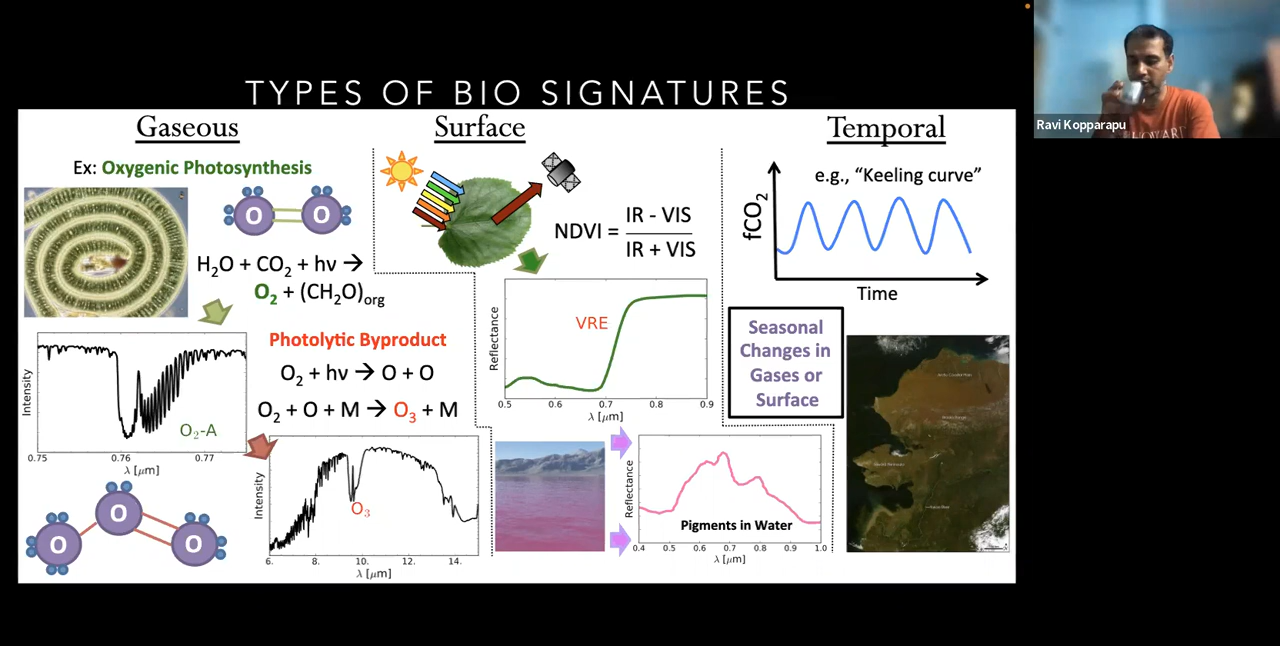 TYPES OF BIO SIGNATURES
Gaseous
Ex: Oxygenic Photosynthesis
O O
H₂O + CO₂ + hν →
O₂ + (CH₂O)org
Intensity
O₂-A
0.75 0.76 0.77
λ [μm]
Photolytic Byproduct
O₂ + hν → O + O
O₂ + O + M → O₃ + M
O
O O
Intensity
O₃
6. 8. 10. 12. 14.
λ [μm]
Surface
NDVI = IR - VIS
IR + VIS
Reflectance
VRE
0.5 0.6 0.7 0.8 0.9
λ [μm]
Reflectance
Pigments in Water
0.4 0.5 0.6 0.7 0.8 0.9 1.0
λ [μm]
Temporal
e.g., “Keeling curve”
fCO₂
Time
Seasonal
Changes in
Gases or
Surface
Ravi Kopparapu